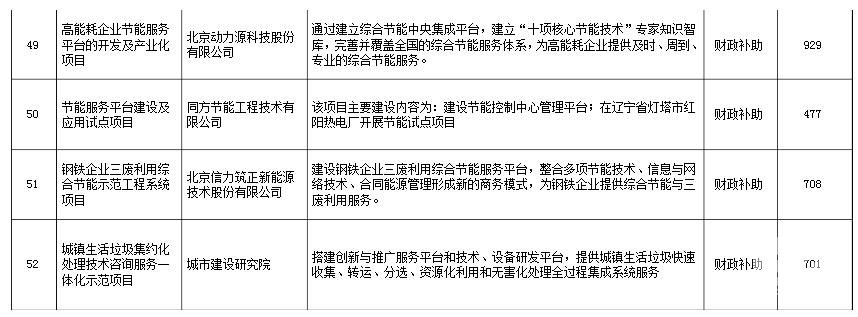 49
高能耗企业节能服务
平台的开发及产业化
项目
北京动力源科技股份
有限公司
通过建立综合节能中央集成平台，建立“十项核心节能技术”专家知识智
库，完善并覆盖全国的综合节能服务体系，为高能耗企业提供及时、周到、
专业的综合节能服务。
财政补助
929
50
节能服务平台建设及
应用试点项目
同方节能工程技术有
限公司
该项目主要建设内容为：建设节能控制中心管理平台；在辽宁省灯塔市红
阳热电厂开展节能试点项目
财政补助
477
51
钢铁企业三废利用综
合节能示范工程系统
项目
北京信力筑正新能源
技术股份有限公司
建设钢铁企业三废利用综合节能服务平台，整合多项节能技术、信息与网
络技术、合同能源管理形成新的商务模式，为钢铁企业提供综合节能与三
废利用服务。
财政补助
708
52
城镇生活垃圾集约化
处理技术咨询服务一
体化示范项目
城市建设研究院
搭建创新与推广服务平台和技术、设备研发平台，提供城镇生活垃圾快速
收集、转运、分选、资源化利用和无害化处理全过程集成系统服务
财政补助
701